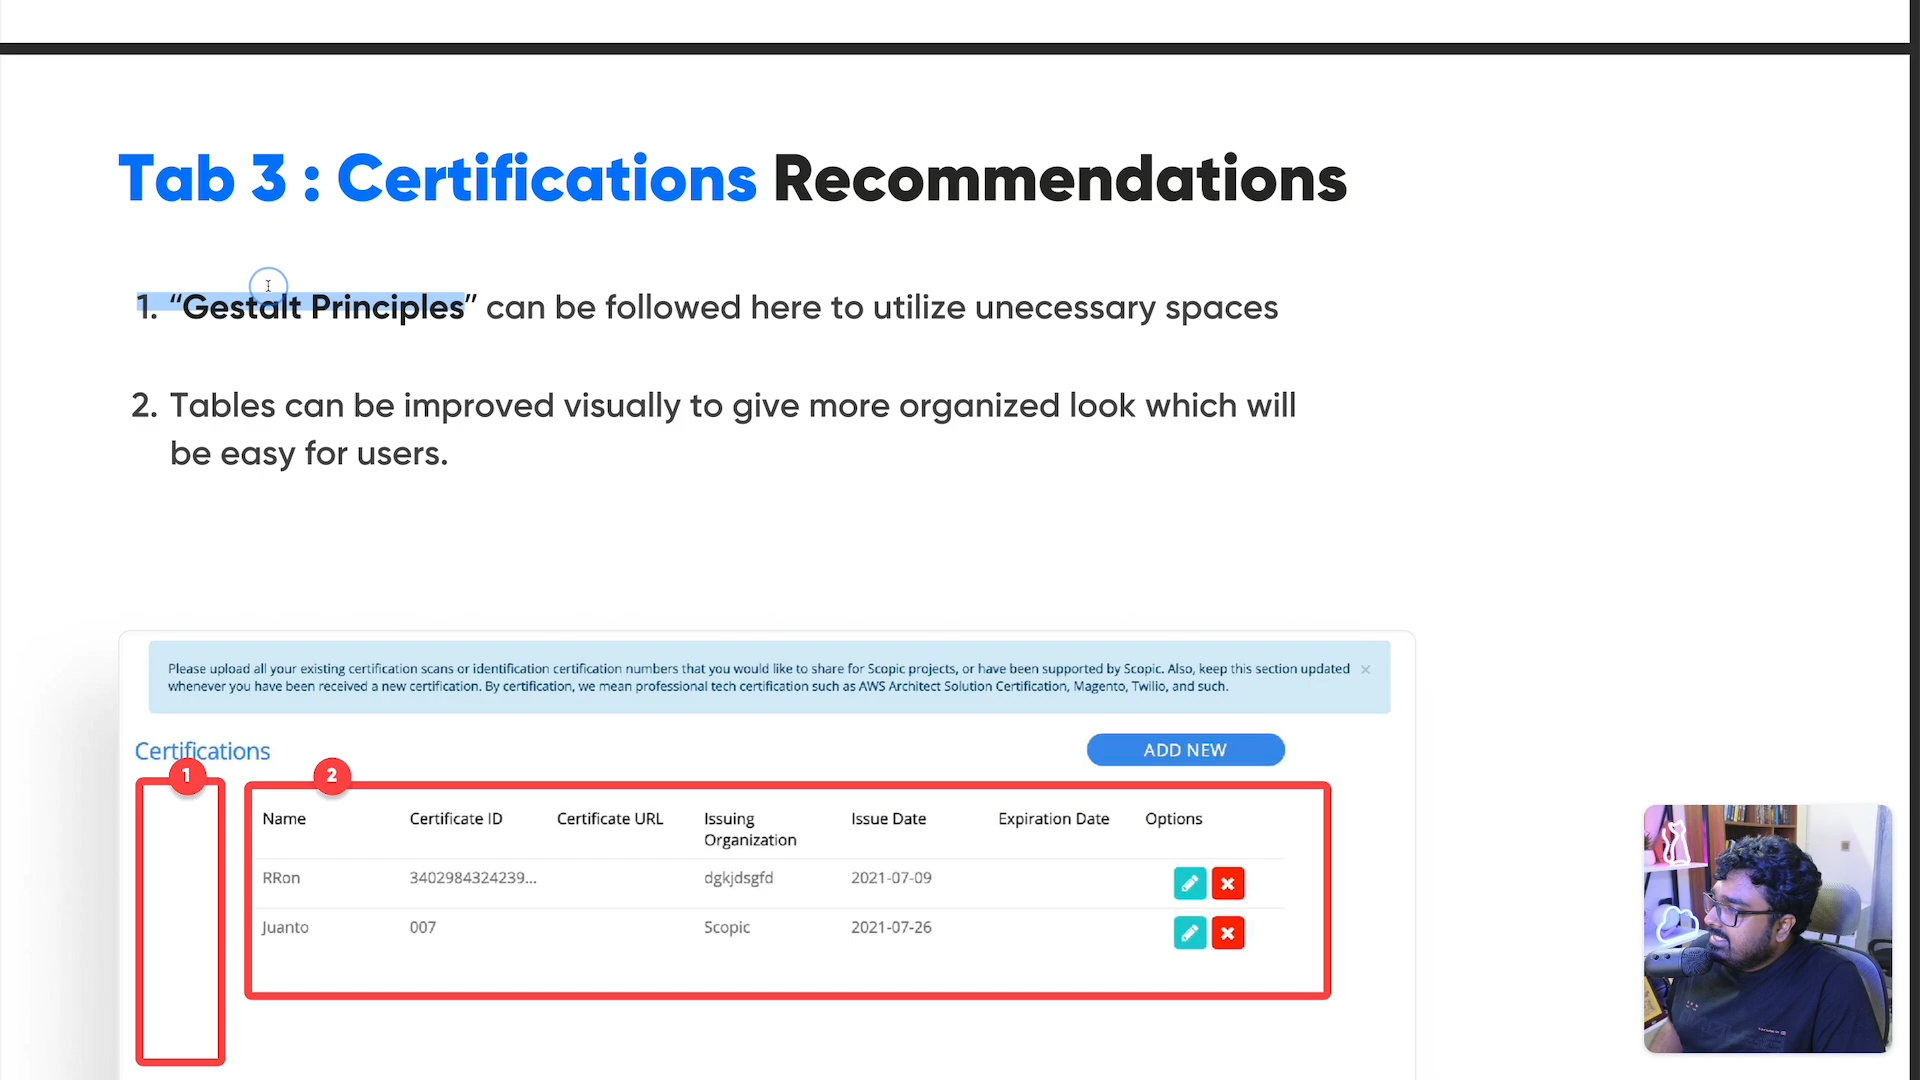 Tab 3 : Certifications Recommendations
1. “Gestalt Principles” can be followed here to utilize unecessary spaces
2. Tables can be improved visually to give more organized look which will
be easy for users.
Please upload all your existing certification scans or identification certification numbers that you would like to share for Scopic projects, or have been supported by Scopic. Also, keep this section updated ×
whenever you have been received a new certification. By certification, we mean professional tech certification such as AWS Architect Solution Certification, Magento, Twilio, and such.
Certifications ADD NEW
1 2
Name Certificate ID Certificate URL Issuing Organization Issue Date Expiration Date Options
RRon 3402984324239... dgkjdsgfd 2021-07-09
Juanto 007 Scopic 2021-07-26